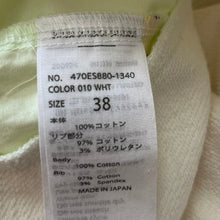 NO. 470ESB80-1340
COLOR 010 WHT
SIZE 38
本体
100%コットン
リブ部分
97% コットン
3% ポリウレタン
Body
100% Cotton
Rib
97% Cotton
3% Spandex
MADE IN JAPAN